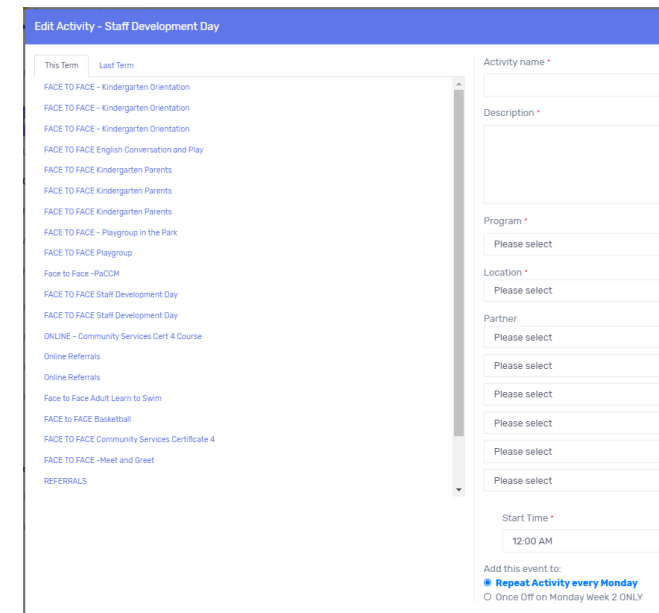 Edit Activity - Staff Development Day
This Term
Last Term
FACE TO FACE - Kindergarten Orientation
FACE TO FACE - Kindergarten Orientation
FACE TO FACE - Kindergarten Orientation
FACE TO FACE English Conversation and Play
FACE TO FACE Kindergarten Parents
FACE TO FACE Kindergarten Parents
FACE TO FACE Kindergarten Parents
FACE TO FACE - Playgroup in the Park
FACE TO FACE Playgroup
Face to Face -PaCCM
FACE TO FACE Staff Development Day
FACE TO FACE Staff Development Day
ONLINE - Community Services Cert 4 Course
Online Referrals
Online Referrals
Face to Face Adult Learn to Swim
FACE to FACE Basketball
FACE TO FACE Community Services Certificate 4
FACE TO FACE -Meet and Greet
REFERRALS
Activity name *
Description *
Program *
Please select
Location *
Please select
Partner
Please select
Please select
Please select
Please select
Please select
Please select
Start Time *
12:00 AM
Add this event to:
Repeat Activity every Monday
Once Off on Monday Week 2 ONLY